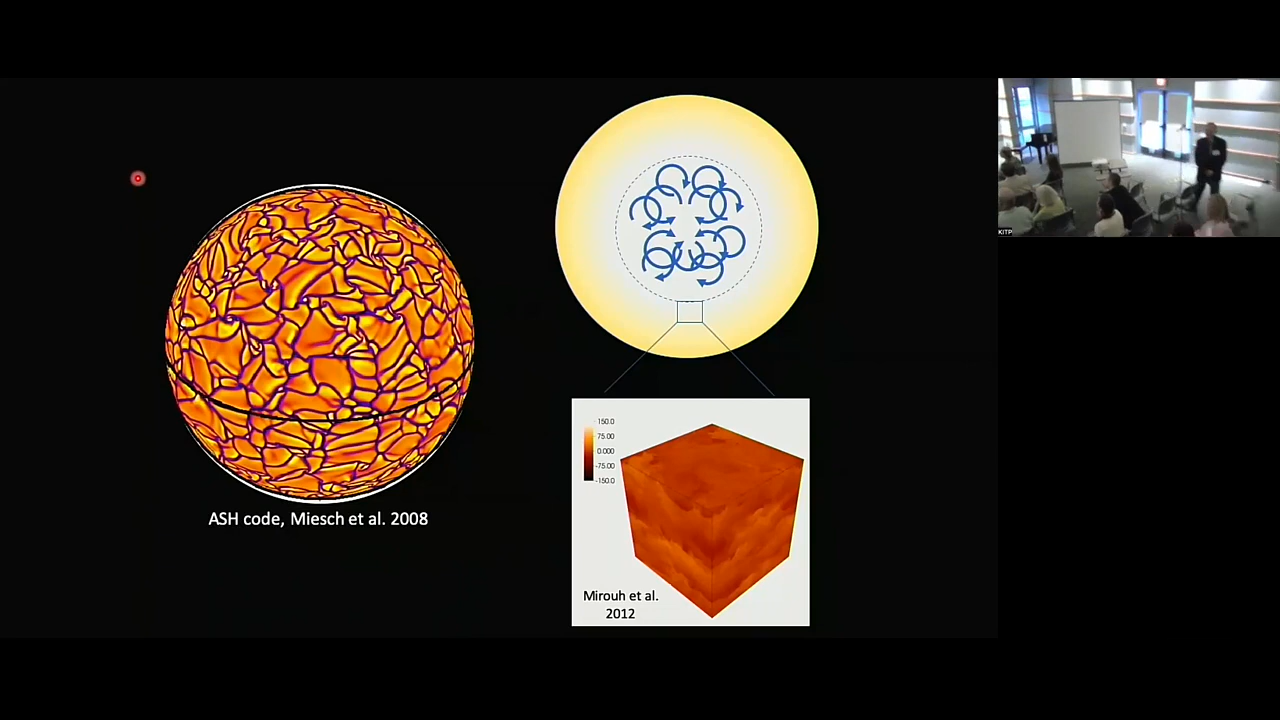 KITP
ASH code, Miesch et al. 2008
150.0
75.00
0.000
-75.00
-150.0
Mirouh et al.
2012